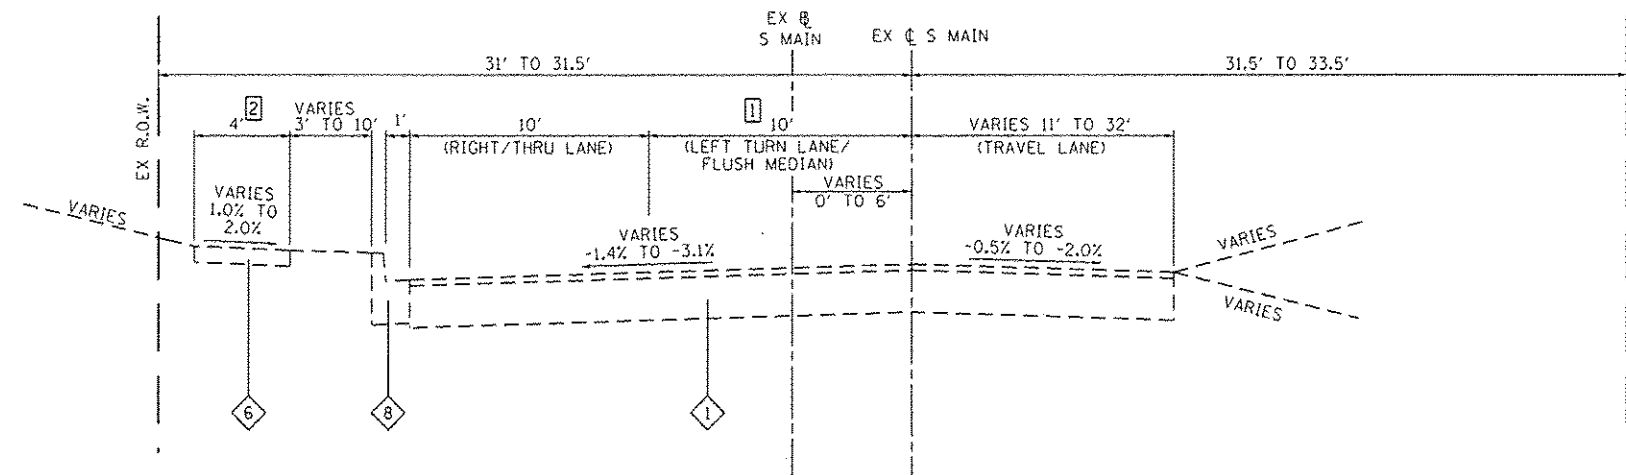 EX ⅊
S MAIN
EX ℄ S MAIN
31' TO 31.5'
31.5' TO 33.5'
EX R.O.W.
2
4'
VARIES
3' TO 10'
1'
10'
(RIGHT/THRU LANE)
1
10'
(LEFT TURN LANE/
FLUSH MEDIAN)
VARIES 11' TO 32'
(TRAVEL LANE)
VARIES
0' TO 6'
VARIES
VARIES
1.0% TO
2.0%
VARIES
-1.4% TO -3.1%
VARIES
-0.5% TO -2.0%
VARIES
VARIES
6
8
1